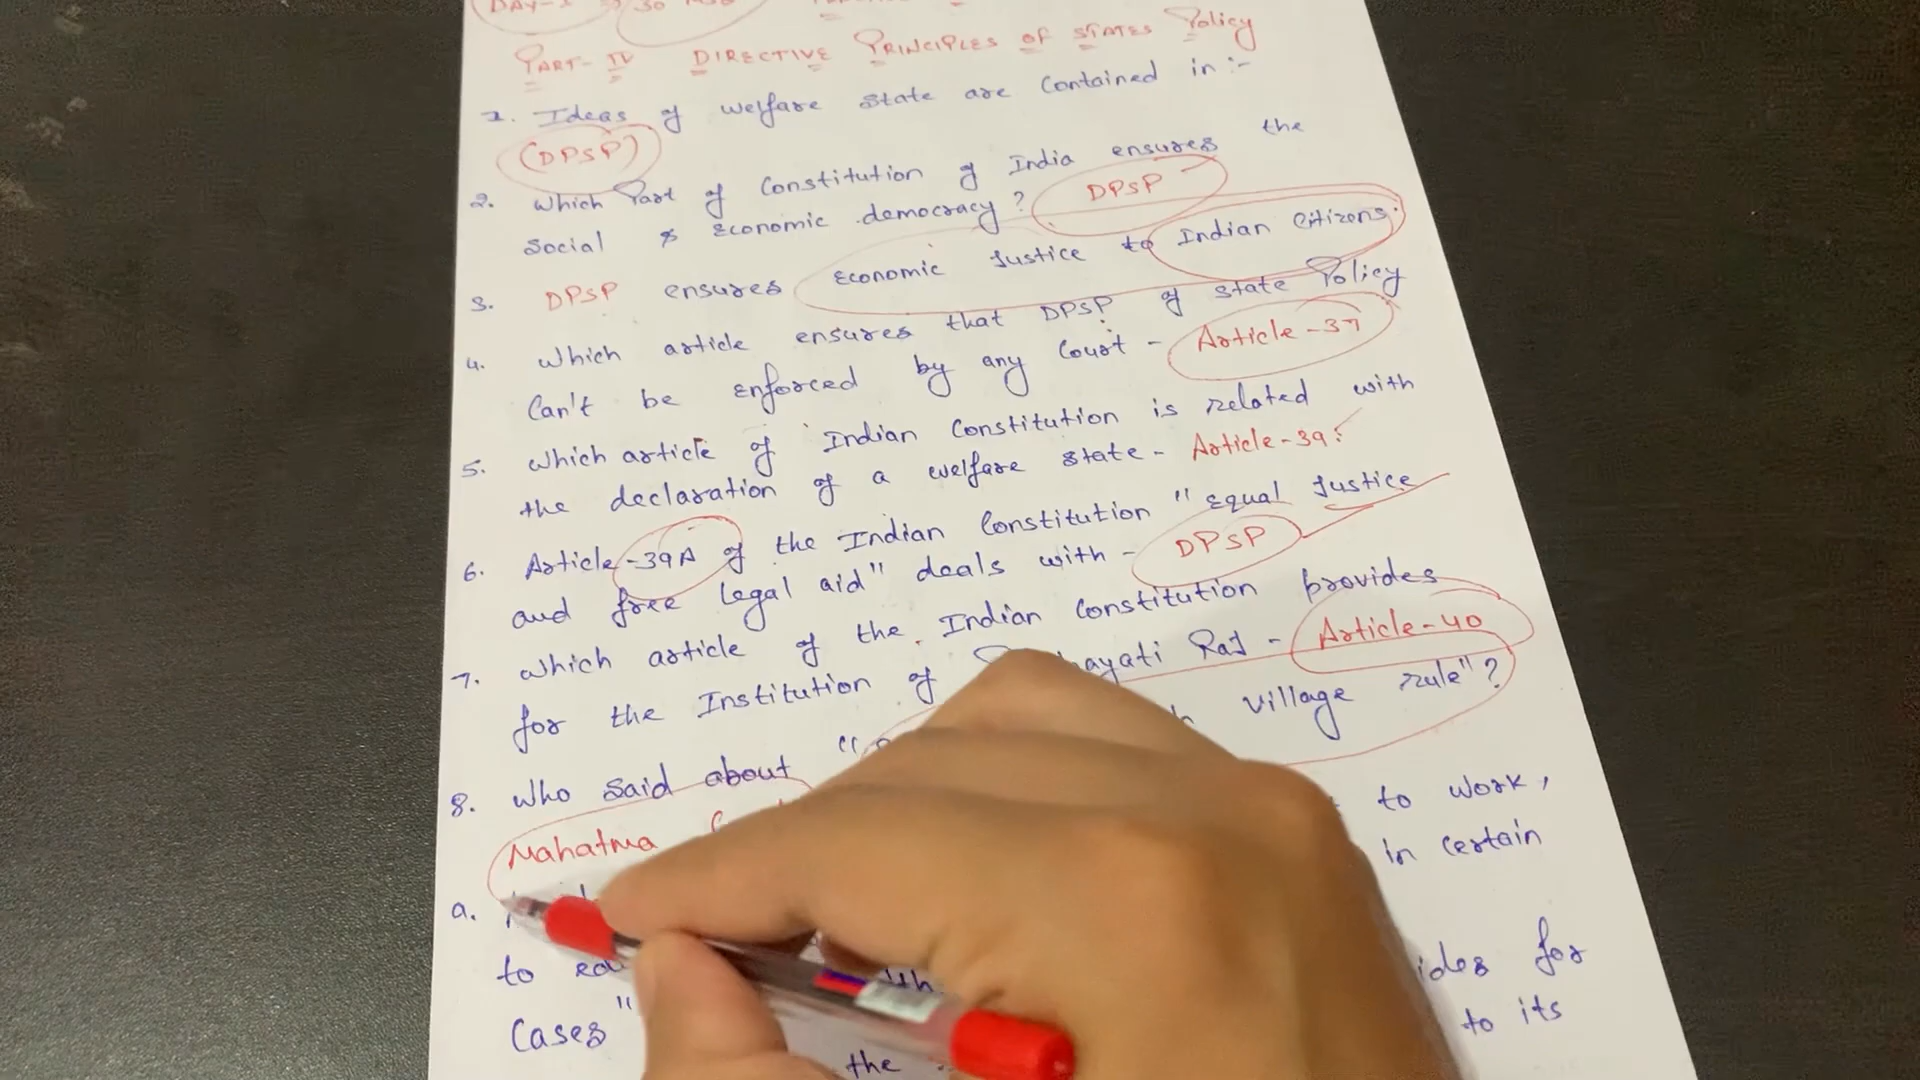 PART-IV DIRECTIVE PRINCIPLES OF STATES Policy
1. Ideas of welfare state are contained in :-
(DPSP)
2. which Part of Constitution of India ensures the
social & Economic democracy? DPSP
3. DPSP ensures Economic Justice to Indian Citizens.
4. which article ensures that DPSP of state Policy
Can't be enforced by any Court - Article-37
5. which article of Indian Constitution is related with
the declaration of a welfare state - Article-39
6. Article-39A of the Indian Constitution "Equal Justice
and free legal aid" deals with - DPSP
7. which article of the Indian Constitution provides
for the Institution of Raj - Article-40
8. who said about village rule"?
Mahatma
9. to work,
to in certain
Cases" ides for
the to its